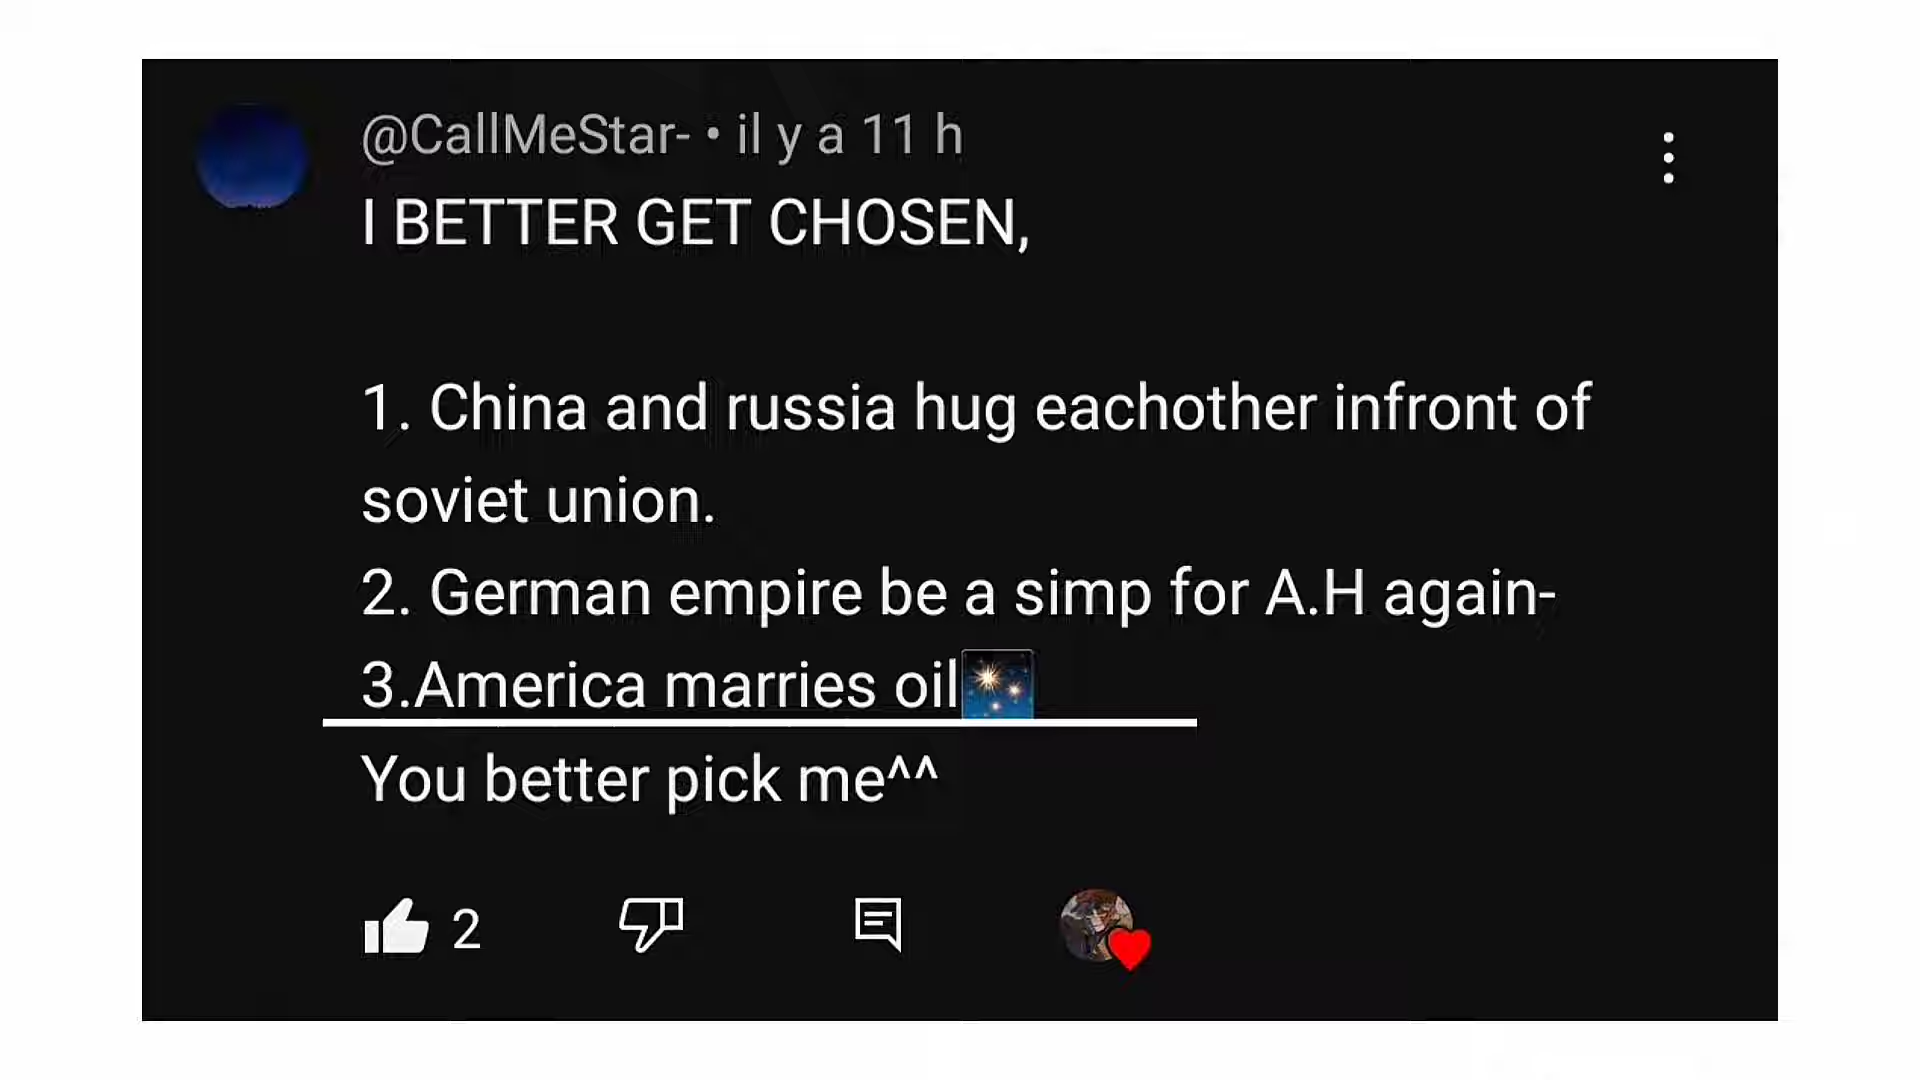 @CallMeStar- • il y a 11 h
I BETTER GET CHOSEN,
1. China and russia hug eachother infront of
soviet union.
2. German empire be a simp for A.H again-
3.America marries oil🎇
You better pick me^^
2